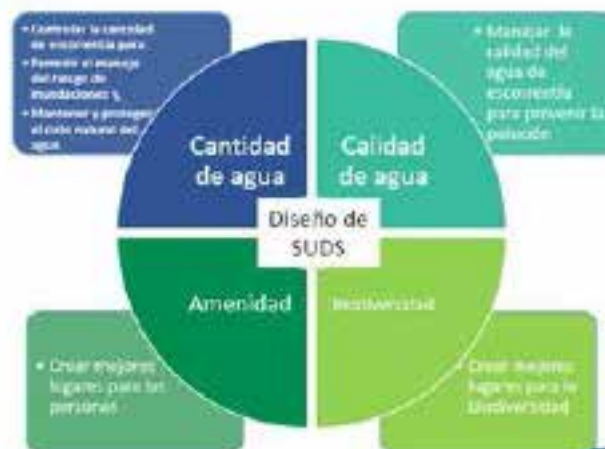 • Controlar la cantidad
de escorrentía para:
• Fomentar el manejo
del riesgo de
inundaciones y,
• Mantener y proteger
el ciclo natural del
agua
• Manejar la
calidad del
agua de
escorrentía
para prevenir la
polución
Cantidad
de agua
Calidad
de agua
Diseño de
SUDS
Amenidad
Biodiversidad
• Crear mejores
lugares para las
personas
• Crear mejores
lugares para la
biodiversidad